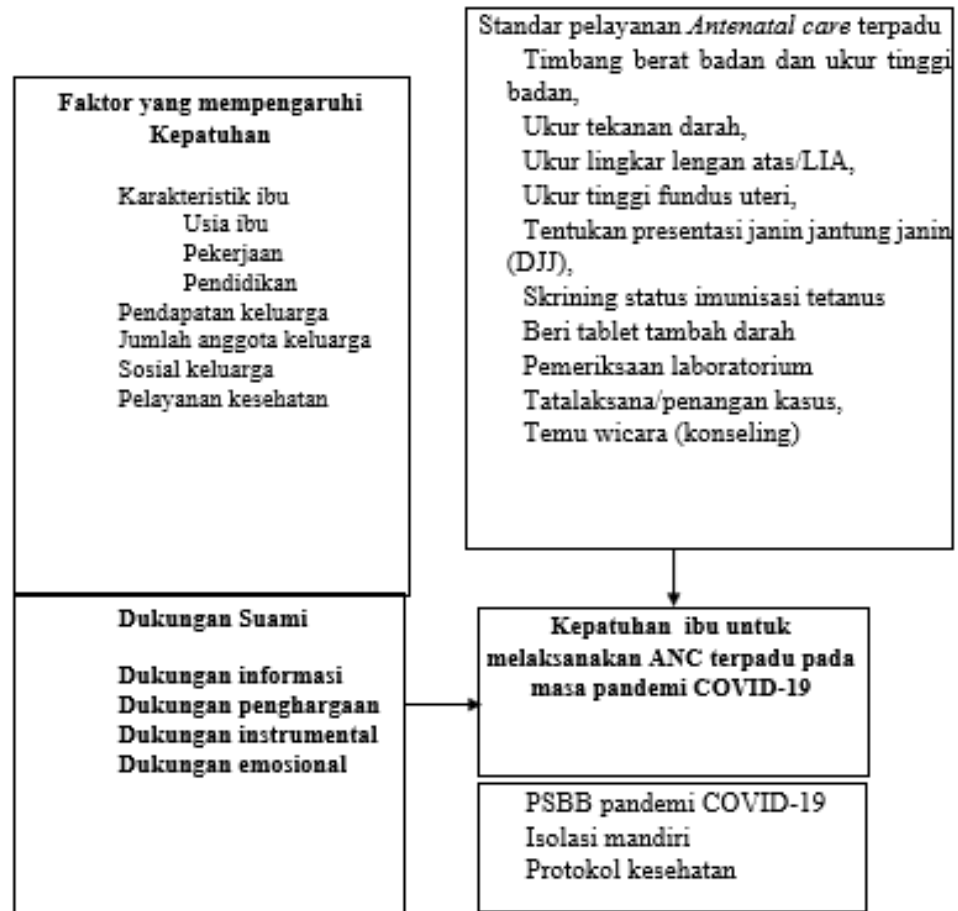 Faktor yang mempengaruhi
Kepatuhan
Karakteristik ibu
Usia ibu
Pekerjaan
Pendidikan
Pendapatan keluarga
Jumlah anggota keluarga
Sosial keluarga
Pelayanan kesehatan
Standar pelayanan Antenatal care terpadu
Timbang berat badan dan ukur tinggi
badan,
Ukur tekanan darah,
Ukur lingkar lengan atas/LIA,
Ukur tinggi fundus uteri,
Tentukan presentasi janin jantung janin
(DJJ),
Skrining status imunisasi tetanus
Beri tablet tambah darah
Pemeriksaan laboratorium
Tatalaksana/penangan kasus,
Temu wicara (konseling)
Dukungan Suami
Dukungan informasi
Dukungan penghargaan
Dukungan instrumental
Dukungan emosional
Kepatuhan ibu untuk
melaksanakan ANC terpadu pada
masa pandemi COVID-19
PSBB pandemi COVID-19
Isolasi mandiri
Protokol kesehatan